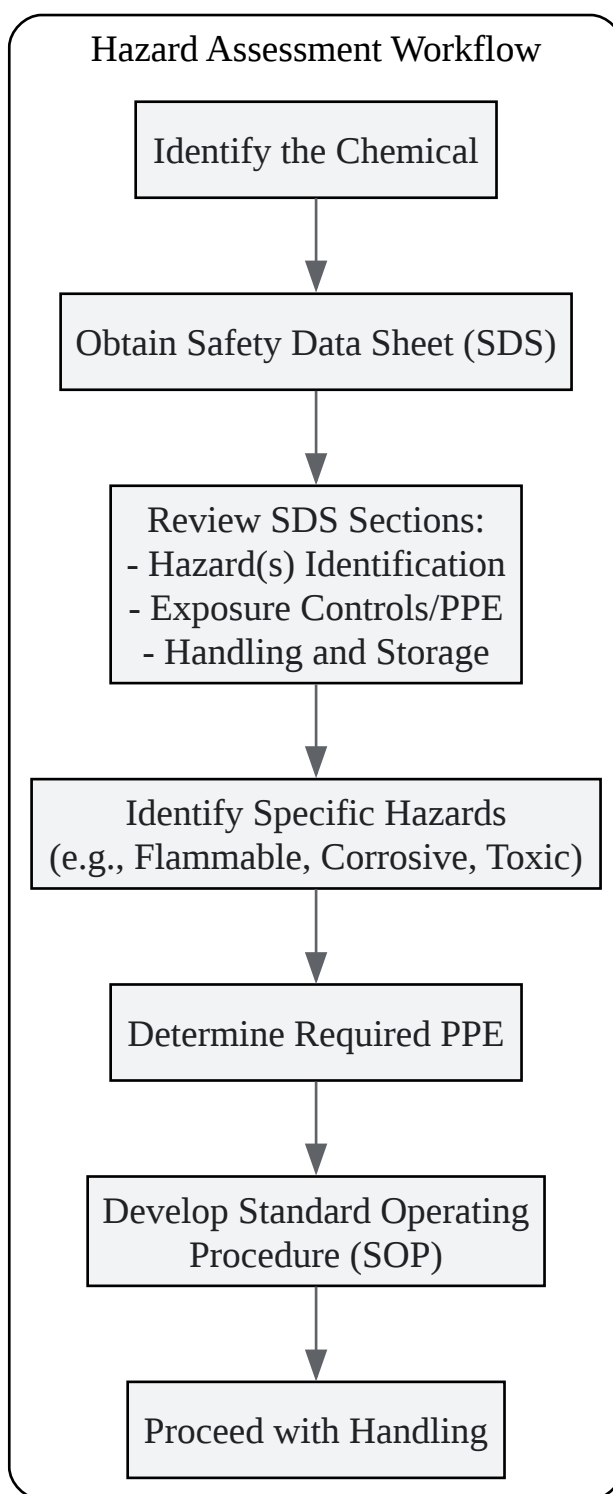 Hazard Assessment Workflow
Identify the Chemical
Obtain Safety Data Sheet (SDS)
Review SDS Sections:
- Hazard(s) Identification
- Exposure Controls/PPE
- Handling and Storage
Identify Specific Hazards
(e.g., Flammable, Corrosive, Toxic)
Determine Required PPE
Develop Standard Operating
Procedure (SOP)
Proceed with Handling